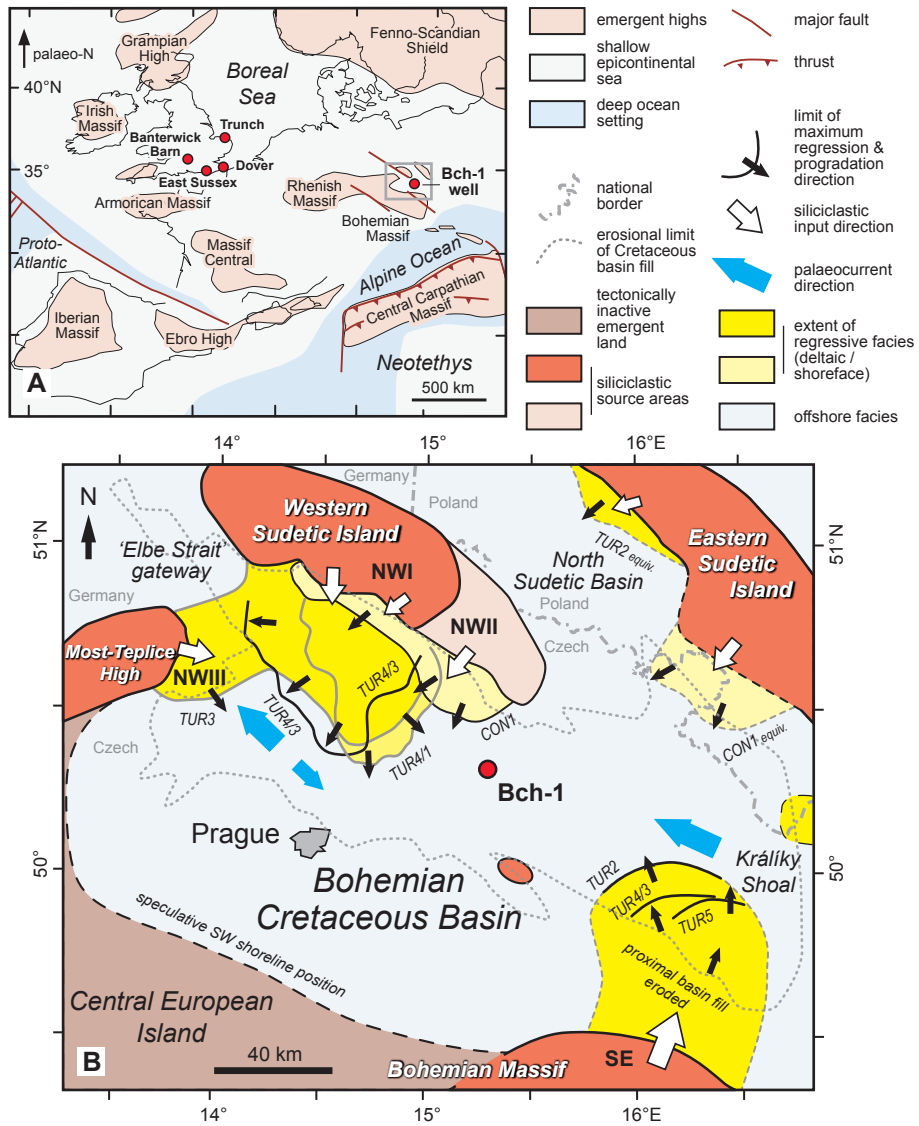 palaeo-N
40°N
35°
Grampian
High
Fenno-Scandian
Shield
Boreal
Sea
Irish
Massif
Trunch
Banterwick
Barn
Dover
East Sussex
Bch-1
well
Rhenish
Massif
Armorican Massif
Bohemian
Massif
Massif
Central
Proto-
Atlantic
Alpine Ocean
Central Carpathian
Massif
Iberian
Massif
Ebro High
Neotethys
500 km
A
emergent highs
shallow
epicontinental
sea
deep ocean
setting
national
border
erosional limit
of Cretaceous
basin fill
tectonically
inactive
emergent
land
siliciclastic
source areas
major fault
thrust
limit of
maximum
regression &
progradation
direction
siliciclastic
input direction
palaeocurrent
direction
extent of
regressive facies
(deltaic /
shoreface)
offshore facies
14°
15°
16°E
N
51°N
51°N
50°
50°
Germany
Poland
Western
Sudetic Island
'Elbe Strait'
gateway
NWI
TUR2 equiv.
Eastern
Sudetic
Island
North
Sudetic Basin
Germany
Poland
Czech
NWII
Most-Teplice
High
NWIII
TUR3
TUR4/3
TUR4/3
TUR4/1
CON1
CON1 equiv.
Czech
Bch-1
Prague
Bohemian
Cretaceous Basin
Králíky
Shoal
TUR2
TUR4/3
TUR5
proximal basin fill
eroded
speculative SW shoreline position
Central European
Island
40 km
SE
Bohemian Massif
B
14°
15°
16°E